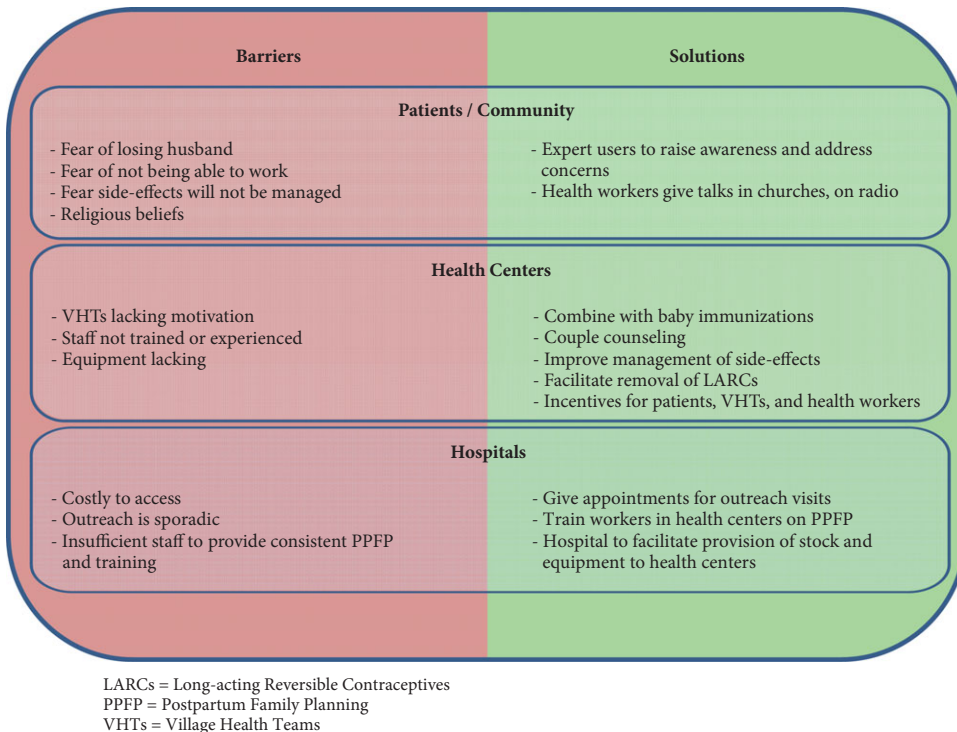 Barriers
Solutions
Patients / Community
- Fear of losing husband
- Fear of not being able to work
- Fear side-effects will not be managed
- Religious beliefs
- Expert users to raise awareness and address
concerns
- Health workers give talks in churches, on radio
Health Centers
- VHTs lacking motivation
- Staff not trained or experienced
- Equipment lacking
- Combine with baby immunizations
- Couple counseling
- Improve management of side-effects
- Facilitate removal of LARCs
- Incentives for patients, VHTs, and health workers
Hospitals
- Costly to access
- Outreach is sporadic
- Insufficient staff to provide consistent PPFP
and training
- Give appointments for outreach visits
- Train workers in health centers on PPFP
- Hospital to facilitate provision of stock and
equipment to health centers
LARCs = Long-acting Reversible Contraceptives
PPFP = Postpartum Family Planning
VHTs = Village Health Teams